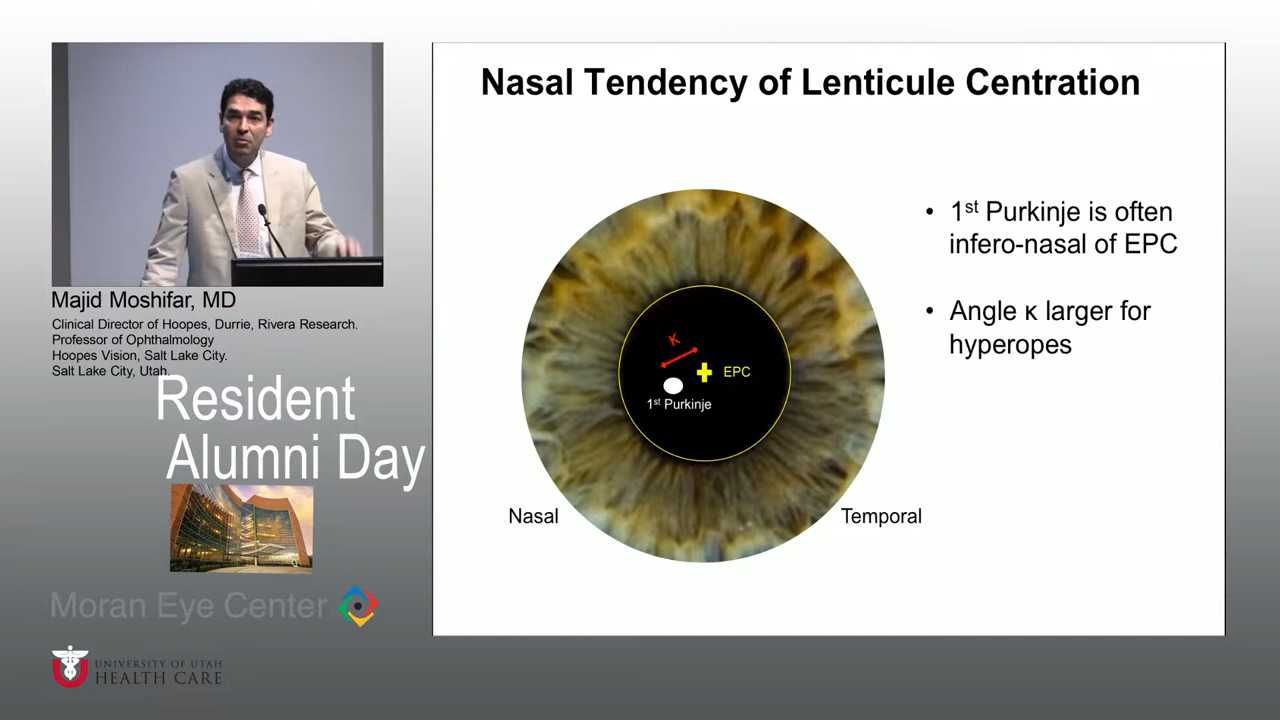 Nasal Tendency of Lenticule Centration
• 1st Purkinje is often
infero-nasal of EPC
• Angle κ larger for
hyperopes
κ
EPC
1st Purkinje
Nasal
Temporal
Majid Moshifar, MD
Clinical Director of Hoopes, Durrie, Rivera Research.
Professor of Ophthalmology
Hoopes Vision, Salt Lake City.
Salt Lake City, Utah.
Resident
Alumni Day
Moran Eye Center
UNIVERSITY OF UTAH
HEALTH CARE